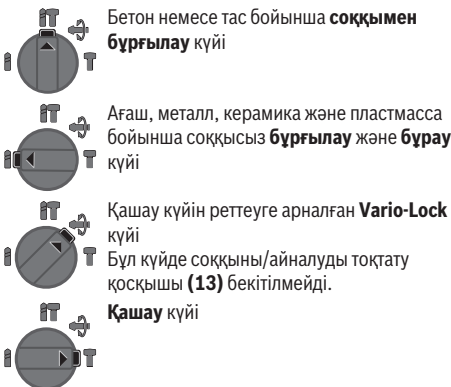 Бетон немесе тас бойынша соққымен
бұрғылау күйі
Ағаш, металл, керамика және пластмасса
бойынша соққысыз бұрғылау және бұрау
күйі
Қашау күйін реттеуге арналған Vario-Lock
күйі
Бұл күйде соққыны/айналуды тоқтату
қосқышы (13) бекітілмейді.
Қашау күйі